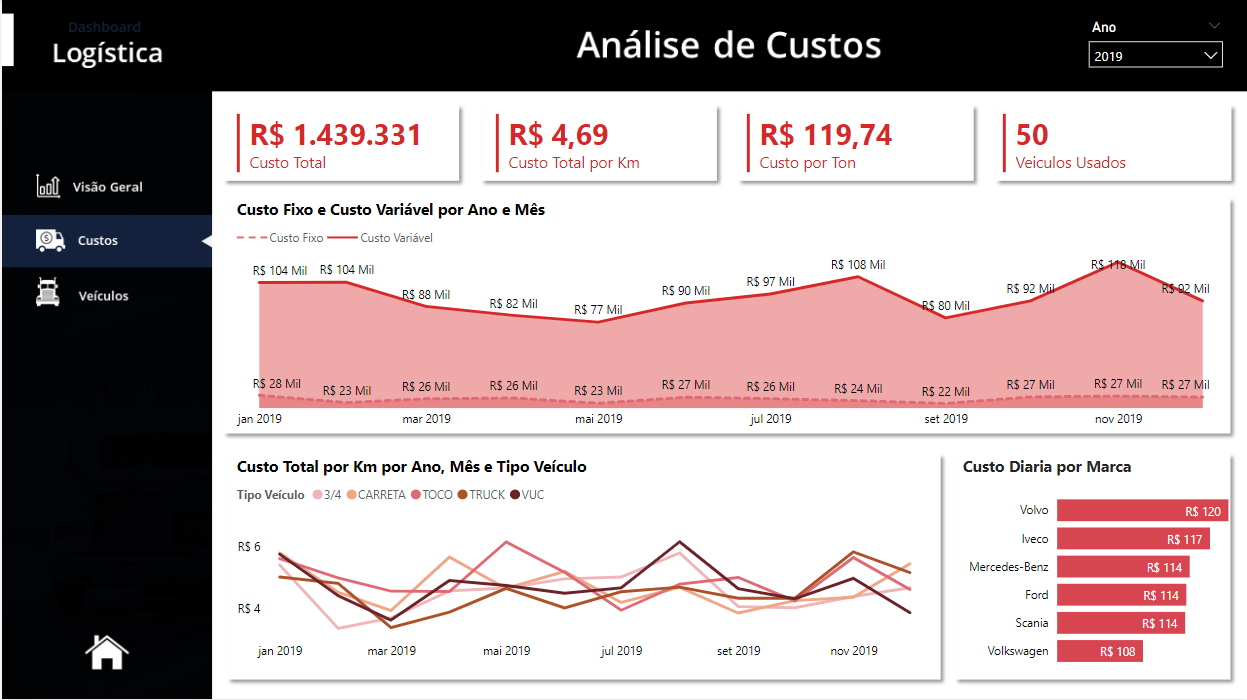 Dashboard
Logística
Análise de Custos
Ano
2019
Visão Geral
Custos
Veículos
R$ 1.439.331
Custo Total
R$ 4,69
Custo Total por Km
R$ 119,74
Custo por Ton
50
Veiculos Usados
Custo Fixo e Custo Variável por Ano e Mês
Custo Fixo Custo Variável
R$ 104 Mil R$ 104 Mil R$ 88 Mil R$ 82 Mil R$ 77 Mil R$ 90 Mil R$ 97 Mil R$ 108 Mil R$ 80 Mil R$ 92 Mil R$ 118 Mil R$ 92 Mil
R$ 28 Mil R$ 23 Mil R$ 26 Mil R$ 26 Mil R$ 23 Mil R$ 27 Mil R$ 26 Mil R$ 24 Mil R$ 22 Mil R$ 27 Mil R$ 27 Mil R$ 27 Mil
jan 2019 mar 2019 mai 2019 jul 2019 set 2019 nov 2019
Custo Total por Km por Ano, Mês e Tipo Veículo
Tipo Veículo 3/4 CARRETA TOCO TRUCK VUC
R$ 6
R$ 4
jan 2019 mar 2019 mai 2019 jul 2019 set 2019 nov 2019
Custo Diaria por Marca
Volvo R$ 120
Iveco R$ 117
Mercedes-Benz R$ 114
Ford R$ 114
Scania R$ 114
Volkswagen R$ 108